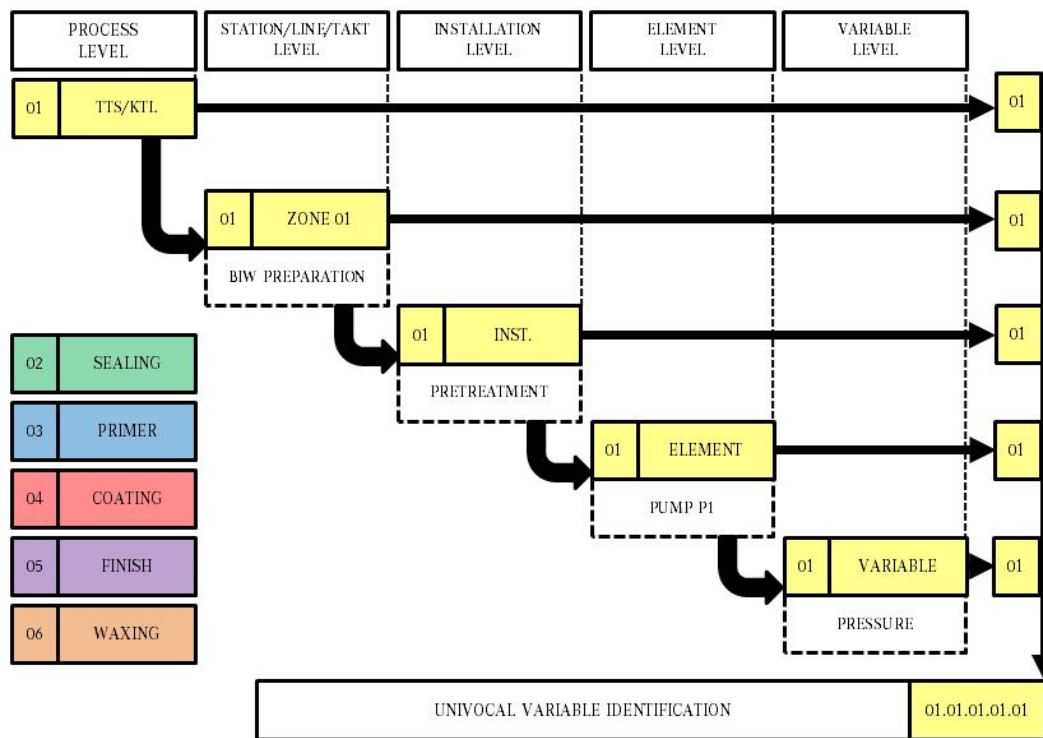 PROCESS
LEVEL
STATION/LINE/TAKT
LEVEL
INSTALLATION
LEVEL
ELEMENT
LEVEL
VARIABLE
LEVEL
01 TTS/KTL 01
01 ZONE 01 01
BIW PREPARATION
01 INST. 01
PRETREATMENT
02 SEALING
03 PRIMER
01 ELEMENT 01
PUMP P1
04 COATING
05 FINISH
01 VARIABLE 01
PRESSURE
06 WAXING
UNIVOCAL VARIABLE IDENTIFICATION 01.01.01.01.01